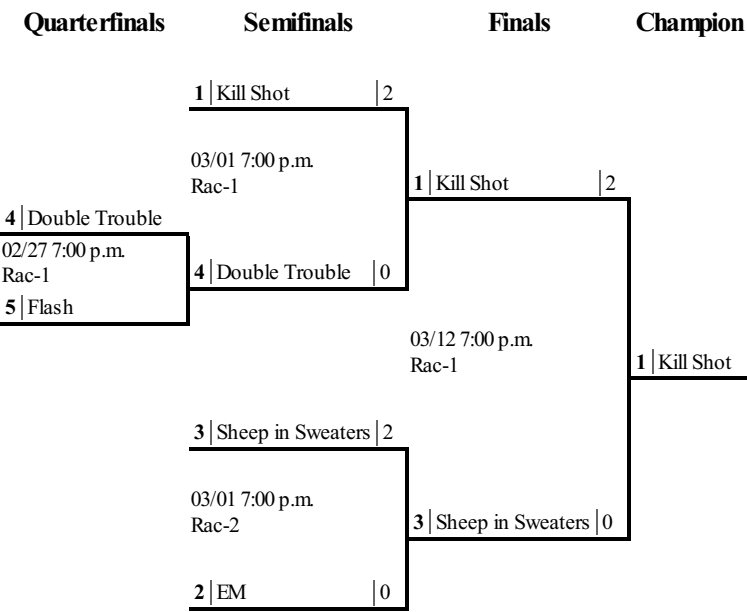 Quarterfinals Semifinals Finals Champion
1 Kill Shot 2
03/01 7:00 p.m.
Rac-1
1 Kill Shot 2
4 Double Trouble
02/27 7:00 p.m.
Rac-1
4 Double Trouble 0
5 Flash
03/12 7:00 p.m.
Rac-1
1 Kill Shot
3 Sheep in Sweaters 2
03/01 7:00 p.m.
Rac-2
3 Sheep in Sweaters 0
2 EM 0